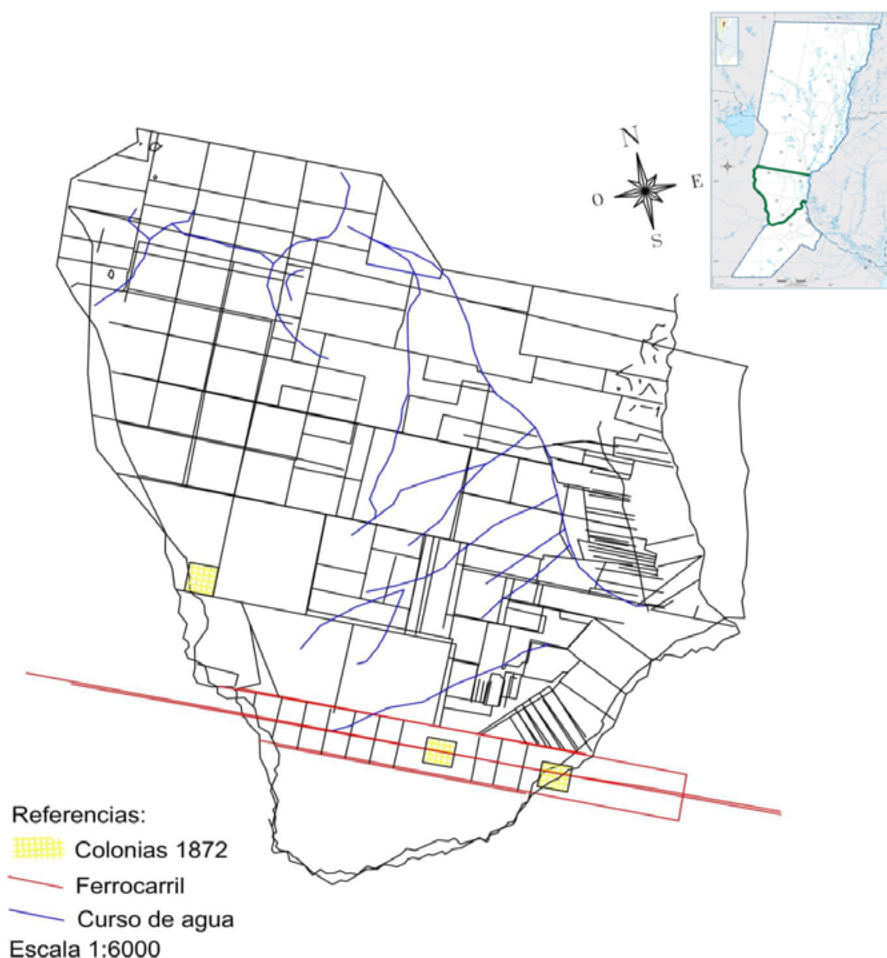 N
O
E
S
Referencias:
Colonias 1872
Ferrocarril
Curso de agua
Escala 1:6000